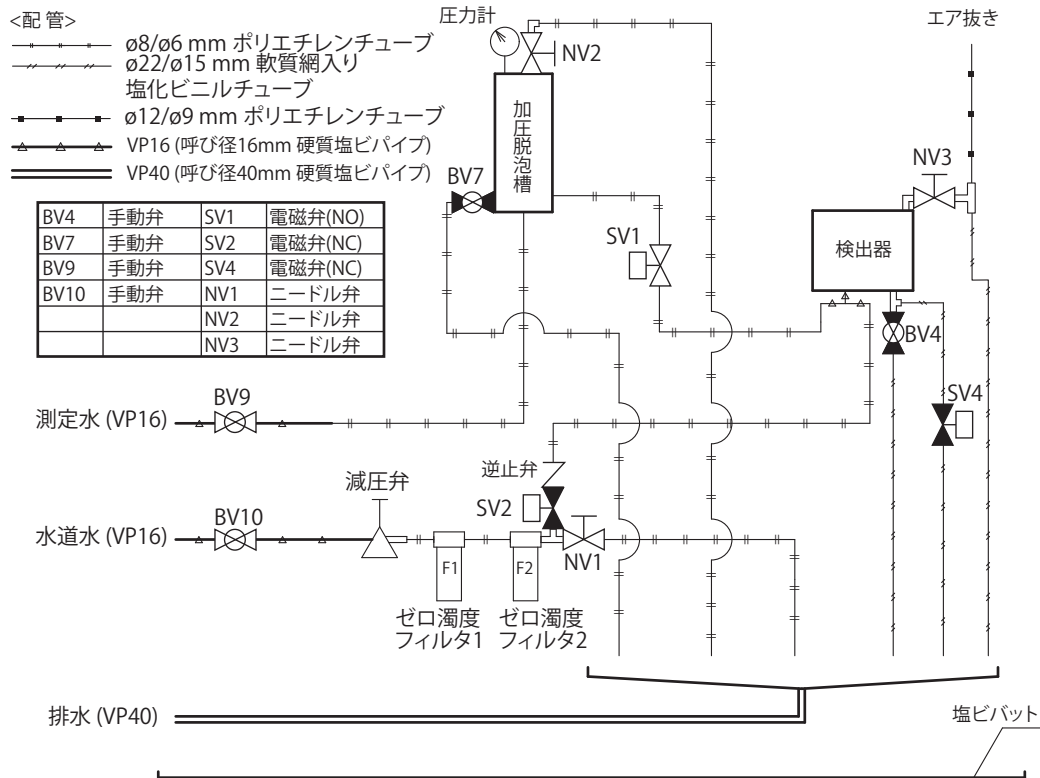 <配 管>
ø8/ø6 mm ポリエチレンチューブ
ø22/ø15 mm 軟質網入り
塩化ビニルチューブ
ø12/ø9 mm ポリエチレンチューブ
VP16 (呼び径16mm 硬質塩ビパイプ)
VP40 (呼び径40mm 硬質塩ビパイプ)
BV4 手動弁 SV1 電磁弁(NO)
BV7 手動弁 SV2 電磁弁(NC)
BV9 手動弁 SV4 電磁弁(NC)
BV10 手動弁 NV1 ニードル弁
NV2 ニードル弁
NV3 ニードル弁
圧力計
NV2
加圧脱泡槽
BV7
SV1
エア抜き
NV3
検出器
BV4
SV4
測定水 (VP16)
BV9
逆止弁
SV2
減圧弁
水道水 (VP16)
BV10
NV1
F1
F2
ゼロ濁度
フィルタ1
ゼロ濁度
フィルタ2
排水 (VP40)
塩ビバット